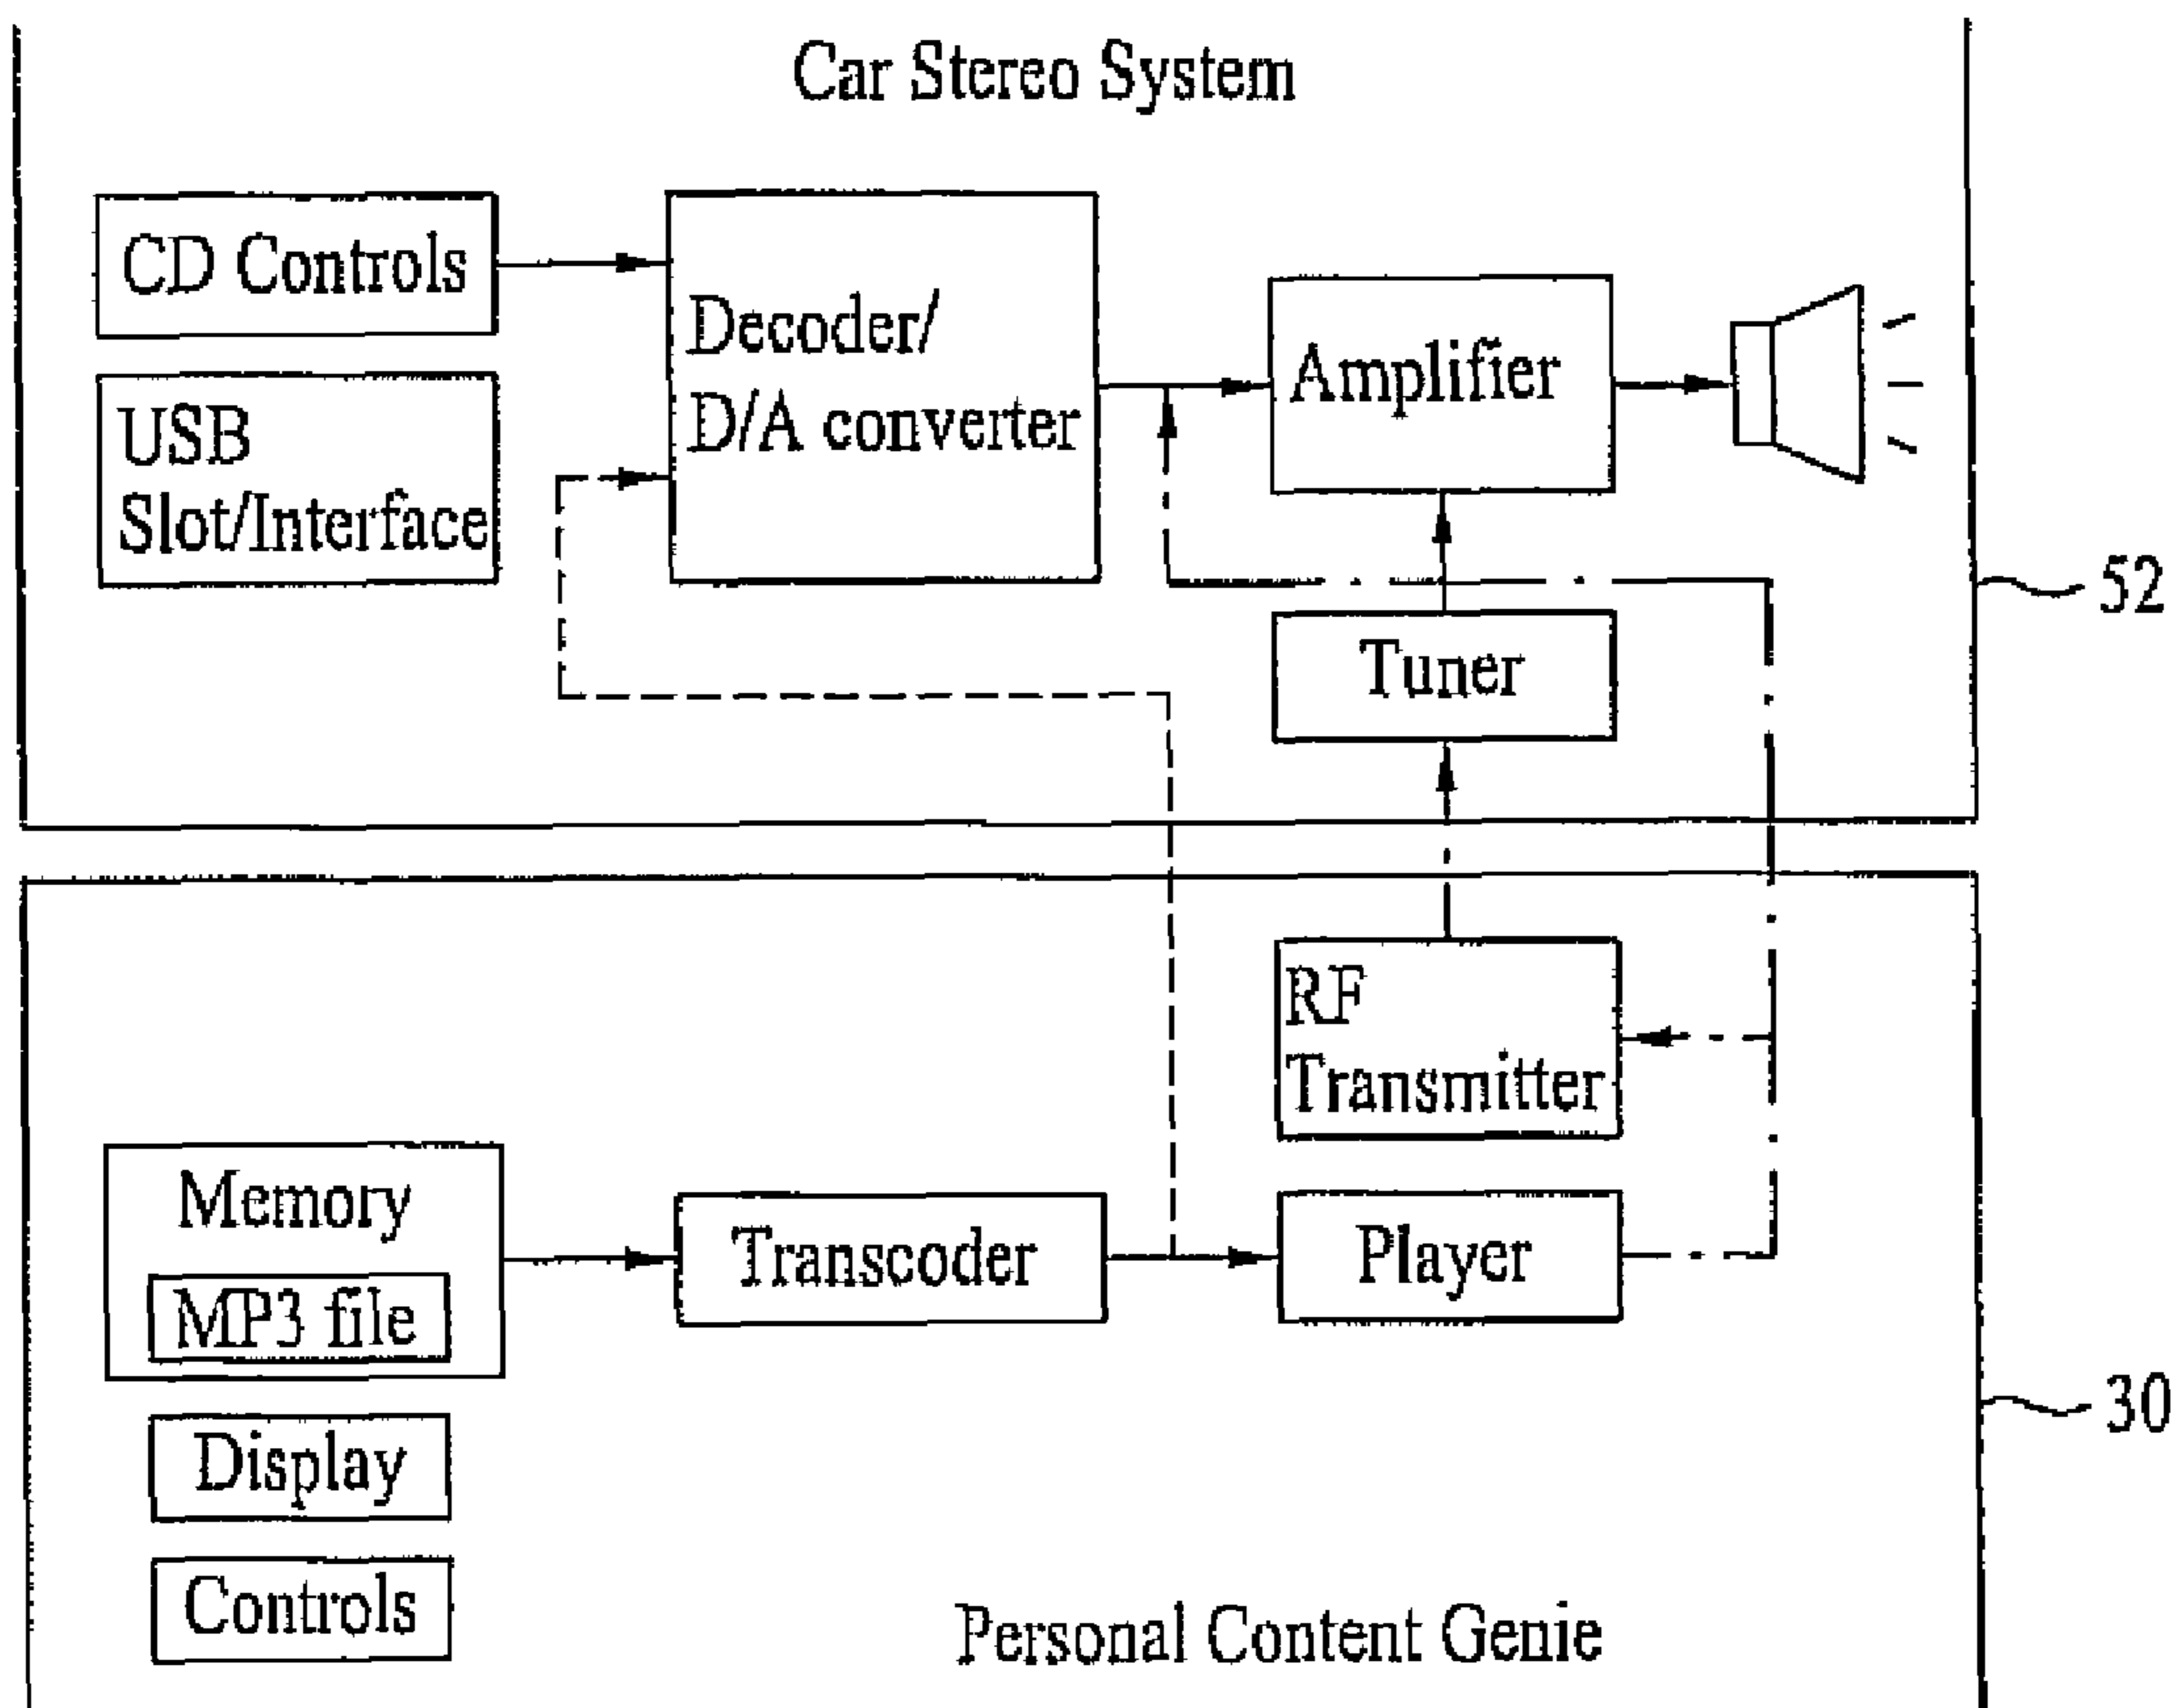 Car Stereo System
CD Controls
USB
Slot/Interface
Decoder/
D/A converter
Amplifier
Tuner
52
RF
Transmitter
Memory
MP3 file
Transcoder
Player
Display
Controls
30
Personal Content Genie